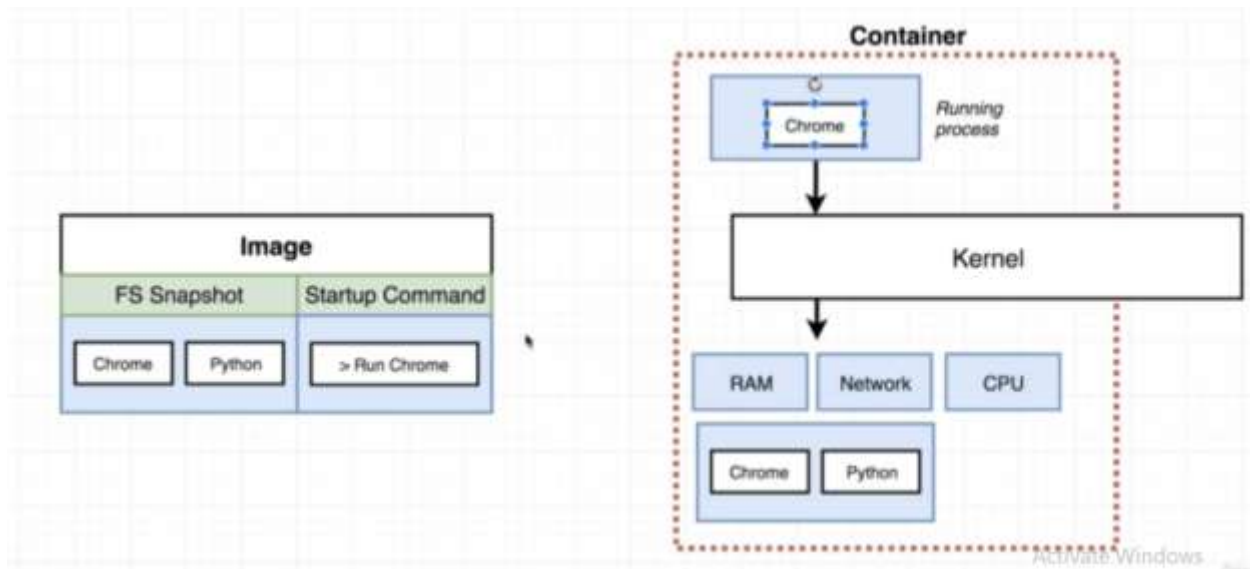 Container
Chrome
Running
process
Image
Kernel
FS Snapshot
Startup Command
Chrome
Python
> Run Chrome
RAM
Network
CPU
Chrome
Python
Activate Windows